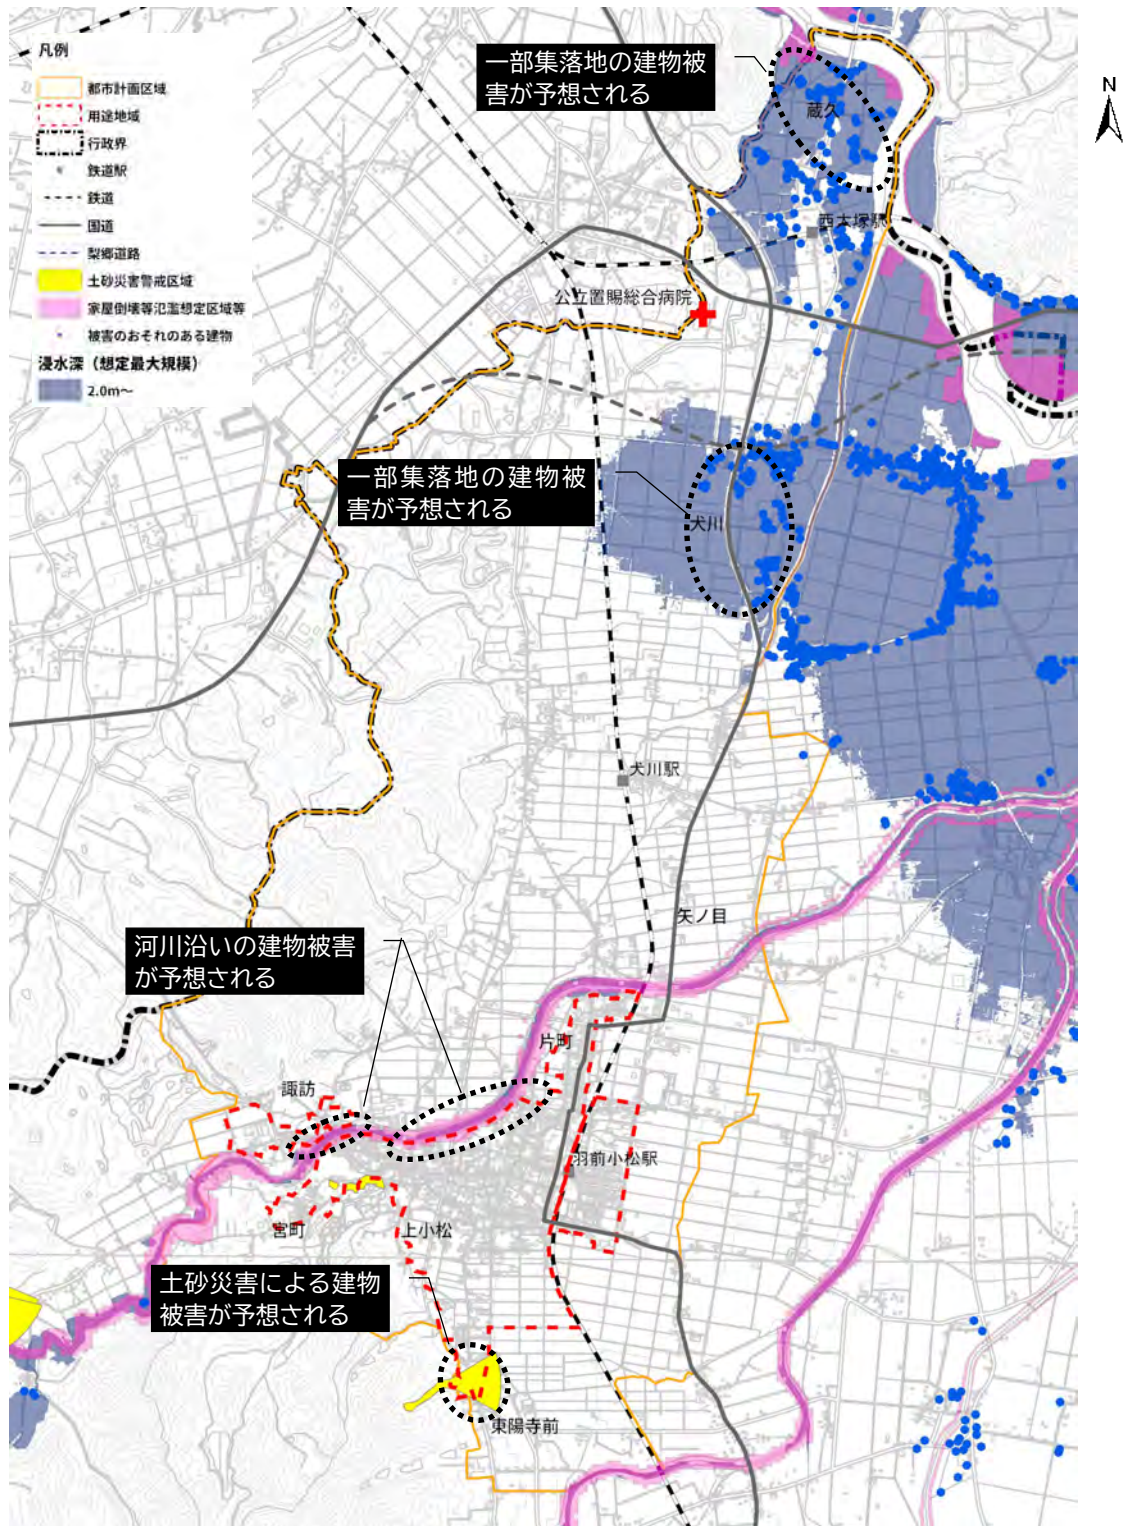 凡例
都市計画区域
用途地域
行政界
鉄道駅
鉄道
国道
梨郷道路
土砂災害警戒区域
家屋倒壊等氾濫想定区域等
被害のおそれのある建物
浸水深（想定最大規模）
2.0m～
N
一部集落地の建物被
害が予想される
蔵久
西大塚駅
公立置賜総合病院
一部集落地の建物被
害が予想される
犬川
犬川駅
矢ノ目
河川沿いの建物被害
が予想される
片町
諏訪
羽前小松駅
宮町
上小松
土砂災害による建物
被害が予想される
東陽寺前